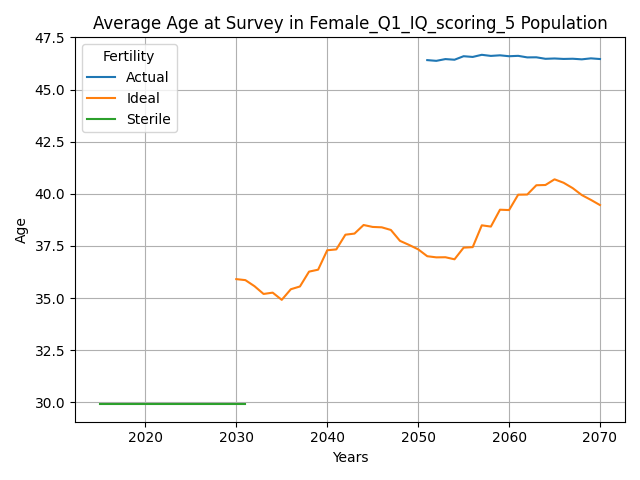 Average Age at Survey in Female_Q1_IQ_scoring_5 Population
47.5
45.0
42.5
40.0
37.5
35.0
32.5
30.0
Age
Fertility
Actual
Ideal
Sterile
2020 2030 2040 2050 2060 2070
Years